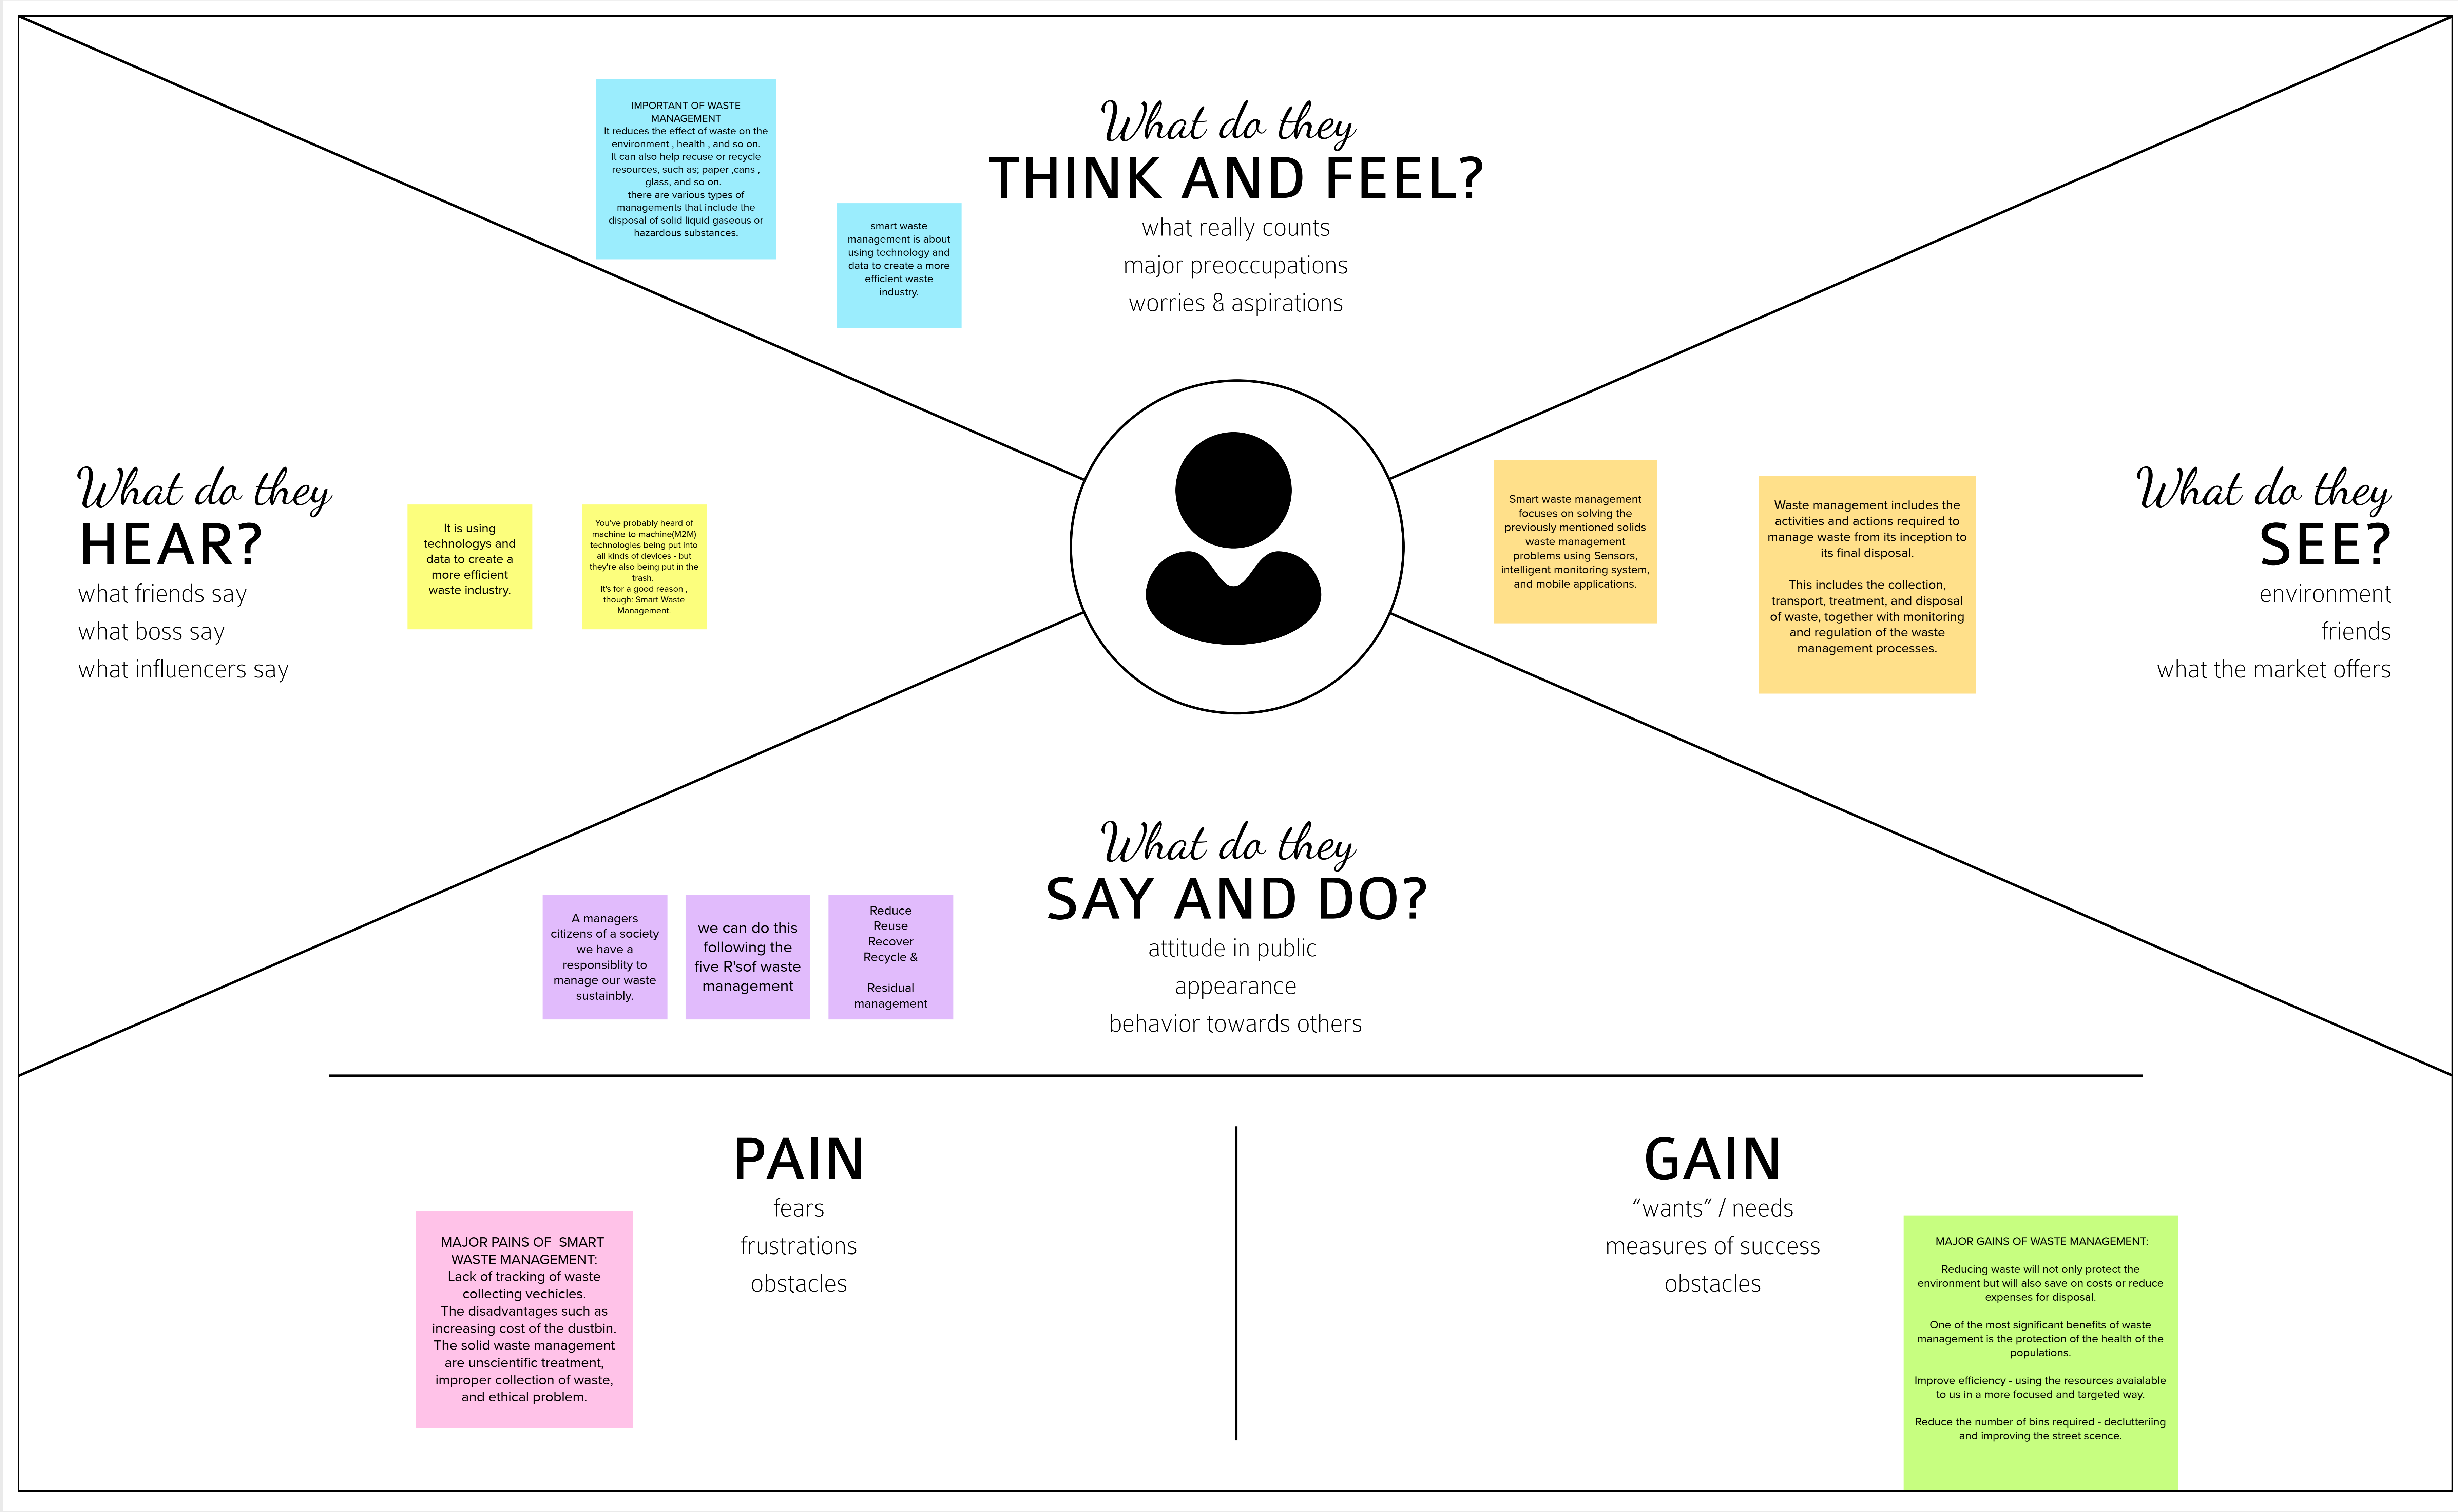 IMPORTANT OF WASTE
MANAGEMENT
It reduces the effect of waste on the
environment , health , and so on.
It can also help recuse or recycle
resources, such as; paper ,cans ,
glass, and so on.
there are various types of
managements that include the
disposal of solid liquid gaseous or
hazardous substances.
smart waste
management is about
using technology and
data to create a more
efficient waste
industry.
What do they
THINK AND FEEL?
what really counts
major preoccupations
worries & aspirations
What do they
HEAR?
what friends say
what boss say
what influencers say
It is using
technologys and
data to create a
more efficient
waste industry.
You've probably heard of
machine-to-machine(M2M)
technologies being put into
all kinds of devices - but
they're also being put in the
trash.
It's for a good reason ,
though: Smart Waste
Management.
Smart waste management
focuses on solving the
previously mentioned solids
waste management
problems using Sensors,
intelligent monitoring system,
and mobile applications.
Waste management includes the
activities and actions required to
manage waste from its inception to
its final disposal.
This includes the collection,
transport, treatment, and disposal
of waste, together with monitoring
and regulation of the waste
management processes.
What do they
SEE?
environment
friends
what the market offers
What do they
SAY AND DO?
attitude in public
appearance
behavior towards others
A managers
citizens of a society
we have a
responsiblity to
manage our waste
sustainbly.
we can do this
following the
five R'sof waste
management
Reduce
Reuse
Recover
Recycle &
Residual
management
PAIN
fears
frustrations
obstacles
MAJOR PAINS OF  SMART
WASTE MANAGEMENT:
Lack of tracking of waste
collecting vechicles.
The disadvantages such as
increasing cost of the dustbin.
The solid waste management
are unscientific treatment,
improper collection of waste,
and ethical problem.
GAIN
“wants” / needs
measures of success
obstacles
MAJOR GAINS OF WASTE MANAGEMENT:
Reducing waste will not only protect the
environment but will also save on costs or reduce
expenses for disposal.
One of the most significant benefits of waste
management is the protection of the health of the
populations.
Improve efficiency - using the resources avaialable
to us in a more focused and targeted way.
Reduce the number of bins required - declutteriing
and improving the street scence.